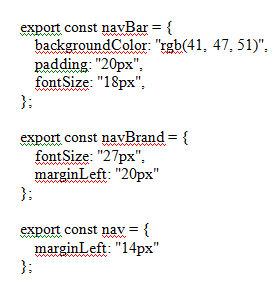 export const navBar = {
backgroundColor: "rgb(41, 47, 51)",
padding: "20px",
fontSize: "18px",
};
export const navBrand = {
fontSize: "27px",
marginLeft: "20px"
};
export const nav = {
marginLeft: "14px"
};